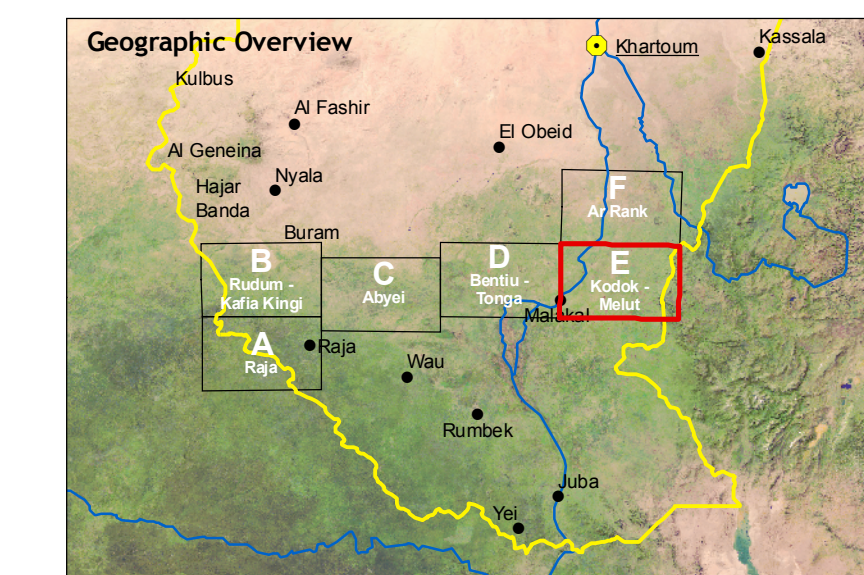 Geographic Overview
Khartoum
Kassala
Kulbus
Al Fashir
El Obeid
Al Geneina
Nyala
Hajar
Banda
F
Ar Rank
Buram
B
Rudum -
Kafia Kingi
C
Abyei
D
Bentiu -
Tonga
E
Kodok -
Melut
Malakal
A
Raja
Raja
Wau
Rumbek
Juba
Yei